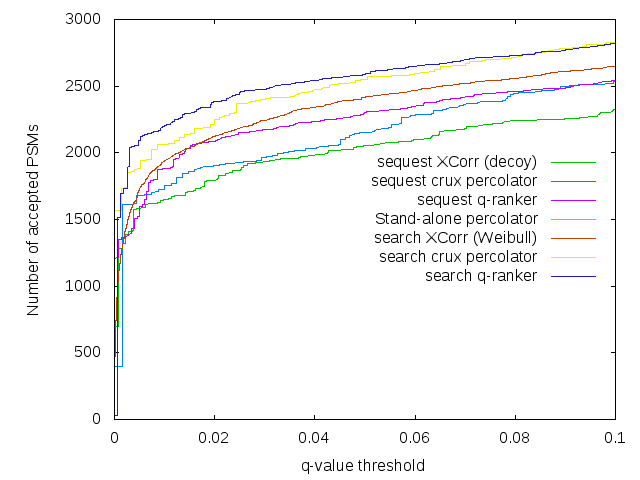 3000
2500
2000
1500
1000
500
0
Number of accepted PSMs
sequest XCorr (decoy)
sequest crux percolator
sequest q-ranker
Stand-alone percolator
search XCorr (Weibull)
search crux percolator
search q-ranker
0 0.02 0.04 0.06 0.08 0.1
q-value threshold